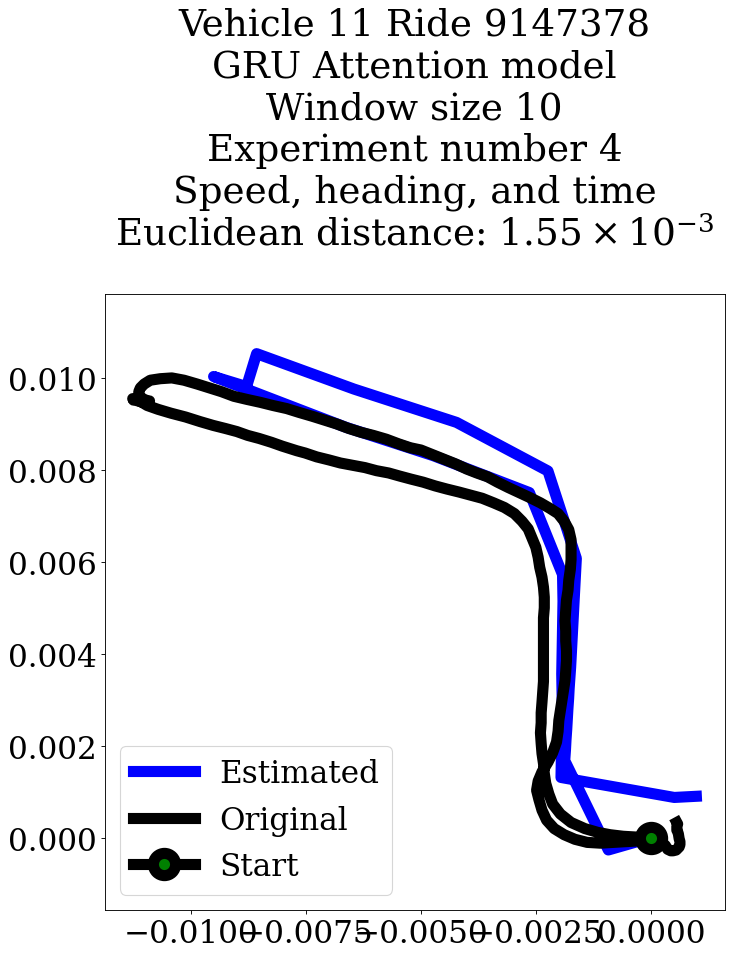 Vehicle 11 Ride 9147378
GRU Attention model
Window size 10
Experiment number 4
Speed, heading, and time
Euclidean distance: 1.55 × 10⁻³
0.010
0.008
0.006
0.004
0.002
0.000
Estimated
Original
Start
−0.0100 −0.0075 −0.0050 −0.0025 0.0000